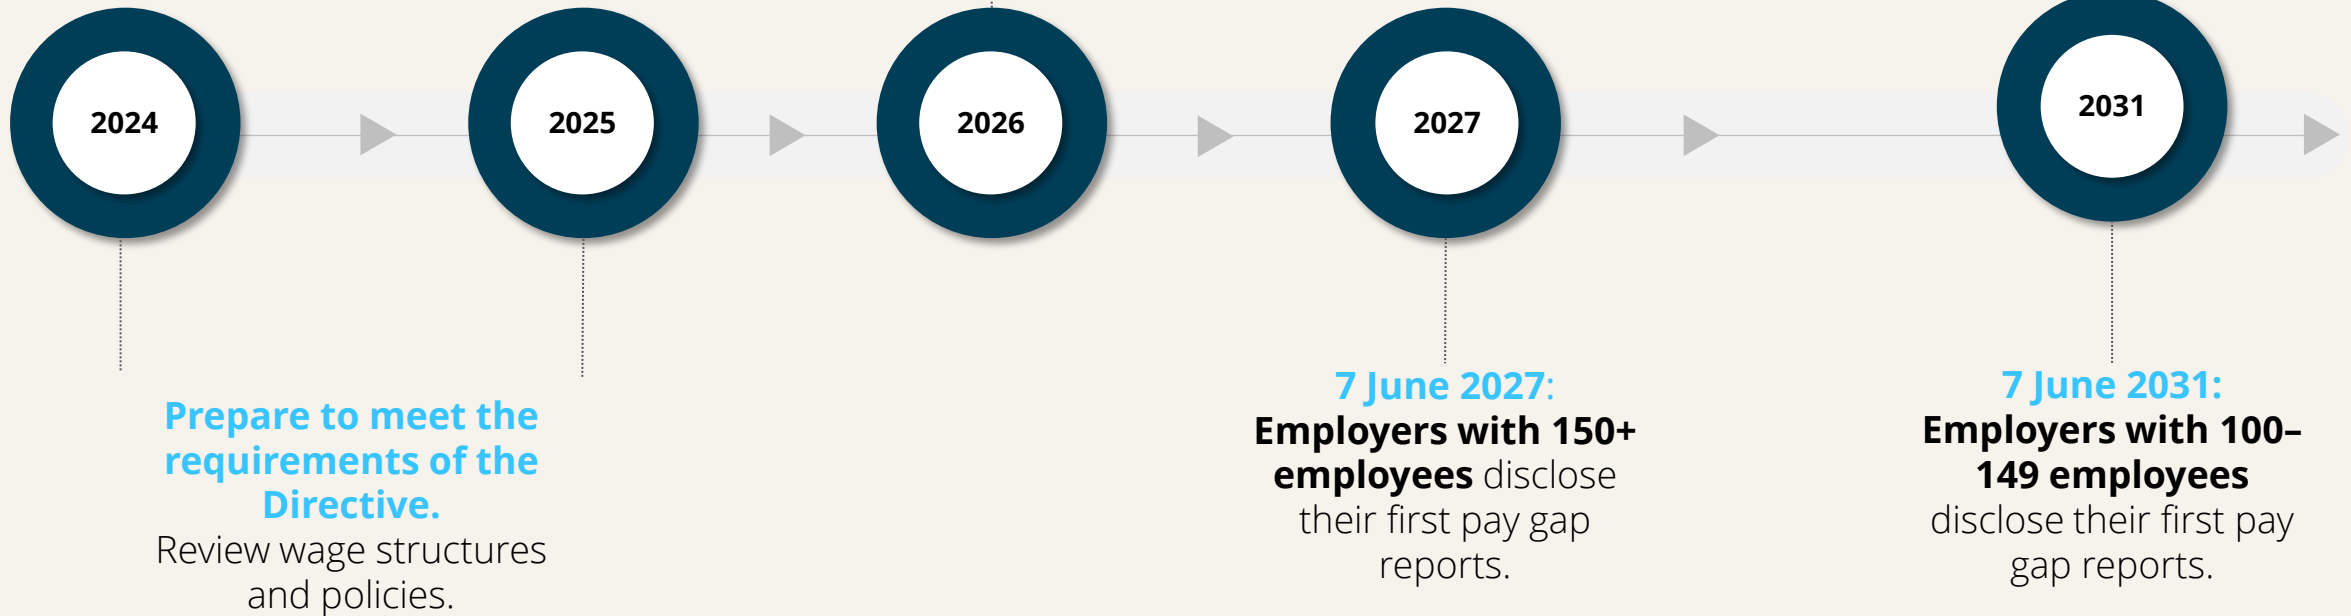 2024
2025
2026
2027
2031
Prepare to meet the
requirements of the
Directive.
Review wage structures
and policies.
7 June 2027:
Employers with 150+
employees disclose
their first pay gap
reports.
7 June 2031:
Employers with 100–
149 employees
disclose their first pay
gap reports.